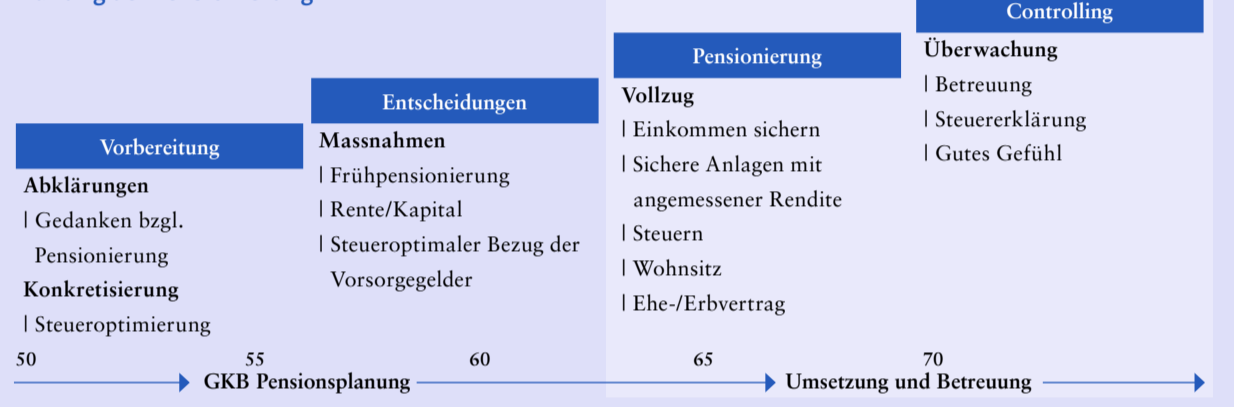 Controlling
Pensionierung
Überwachung
| Betreuung
| Steuererklärung
| Gutes Gefühl
Entscheidungen
Vollzug
| Einkommen sichern
| Sichere Anlagen mit
angemessener Rendite
| Steuern
| Wohnsitz
| Ehe-/Erbvertrag
Vorbereitung
Massnahmen
| Frühpensionierung
| Rente/Kapital
| Steueroptimaler Bezug der
Vorsorgegelder
Abklärungen
| Gedanken bzgl.
Pensionierung
Konkretisierung
| Steueroptimierung
50 55 60 65 70
GKB Pensionsplanung Umsetzung und Betreuung